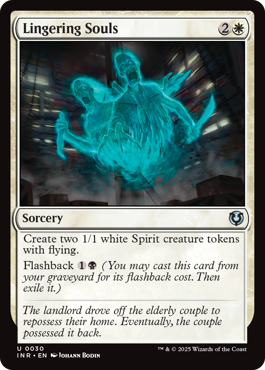 Lingering Souls 2
Sorcery
Create two 1/1 white Spirit creature tokens
with flying.
Flashback 1 (You may cast this card from
your graveyard for its flashback cost. Then
exile it.)
The landlord drove off the elderly couple to
repossess their home. Eventually, the couple
possessed it back.
U 0030
INR • EN Johann Bodin
™ & © 2025 Wizards of the Coast